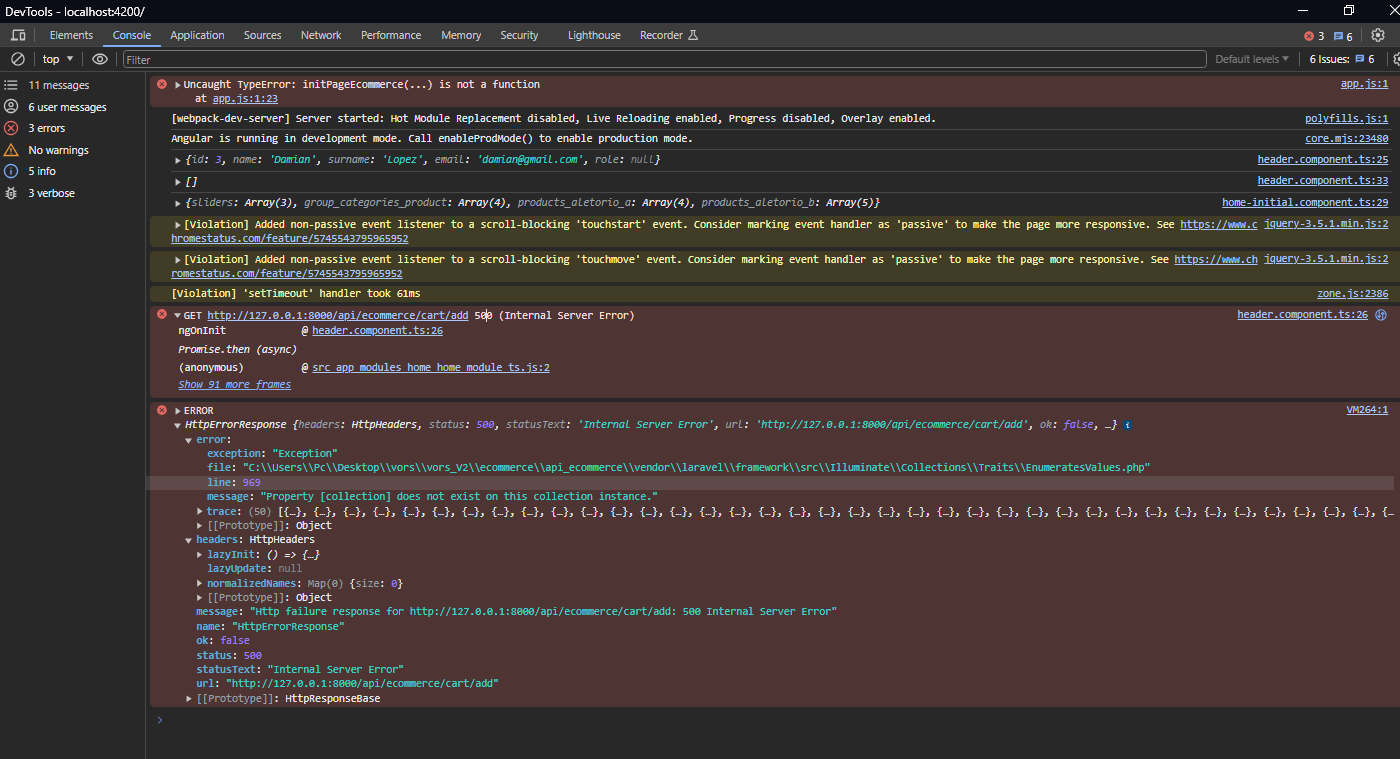 DevTools - localhost:4200/
Elements Console Application Sources Network Performance Memory Security Lighthouse Recorder 3 6
top Filter Default levels 6 Issues: 6
11 messages
6 user messages
3 errors
No warnings
5 info
3 verbose
Uncaught TypeError: initPageEcommerce(...) is not a function app.js:1
at app.js:1:23
[webpack-dev-server] Server started: Hot Module Replacement disabled, Live Reloading enabled, Progress disabled, Overlay enabled. polyfills.js:1
Angular is running in development mode. Call enableProdMode() to enable production mode. core.mjs:23480
{id: 3, name: 'Damian', surname: 'Lopez', email: 'damian@gmail.com', role: null} header.component.ts:25
[] header.component.ts:33
{sliders: Array(3), group_categories_product: Array(4), products_aletorio_a: Array(4), products_aletorio_b: Array(5)} home-initial.component.ts:29
[Violation] Added non-passive event listener to a scroll-blocking 'touchstart' event. Consider marking event handler as 'passive' to make the page more responsive. See https://www.c jquery-3.5.1.min.js:2
hromestatus.com/feature/5745543795965952
[Violation] Added non-passive event listener to a scroll-blocking 'touchmove' event. Consider marking event handler as 'passive' to make the page more responsive. See https://www.ch jquery-3.5.1.min.js:2
romestatus.com/feature/5745543795965952
[Violation] 'setTimeout' handler took 61ms zone.js:2386
GET http://127.0.0.1:8000/api/ecommerce/cart/add 500 (Internal Server Error) header.component.ts:26
ngOnInit @ header.component.ts:26
Promise.then (async)
(anonymous) @ src_app_modules_home_home_module_ts.js:2
Show 91 more frames
ERROR VM264:1
HttpErrorResponse {headers: HttpHeaders, status: 500, statusText: 'Internal Server Error', url: 'http://127.0.0.1:8000/api/ecommerce/cart/add', ok: false, …} i
error:
exception: "Exception"
file: "C:\\Users\\Pc\\Desktop\\vors\\vors_V2\\ecommerce\\api_ecommerce\\vendor\\laravel\\framework\\src\\Illuminate\\Collections\\Traits\\EnumeratesValues.php"
line: 969
message: "Property [collection] does not exist on this collection instance."
trace: (50) [{…}, {…}, {…}, {…}, {…}, {…}, {…}, {…}, {…}, {…}, {…}, {…}, {…}, {…}, {…}, {…}, {…}, {…}, {…}, {…}, {…}, {…}, {…}, {…}, {…}, {…}, {…}, {…}, {…}, {…}, {…}, {…}, {…}, {…}, {…}, {…}, {…
[[Prototype]]: Object
headers: HttpHeaders
lazyInit: () => {…}
lazyUpdate: null
normalizedNames: Map(0) {size: 0}
[[Prototype]]: Object
message: "Http failure response for http://127.0.0.1:8000/api/ecommerce/cart/add: 500 Internal Server Error"
name: "HttpErrorResponse"
ok: false
status: 500
statusText: "Internal Server Error"
url: "http://127.0.0.1:8000/api/ecommerce/cart/add"
[[Prototype]]: HttpResponseBase